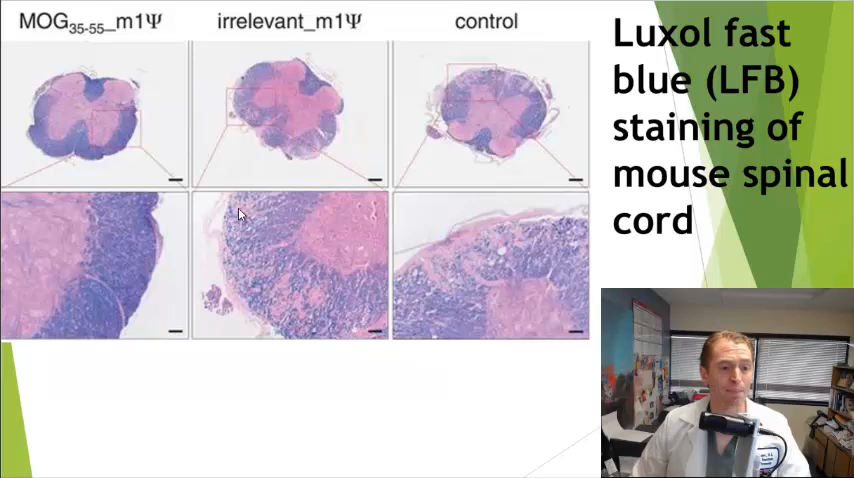 MOG35-55_m1Ψ
irrelevant_m1Ψ
control
Luxol fast
blue (LFB)
staining of
mouse spinal
cord